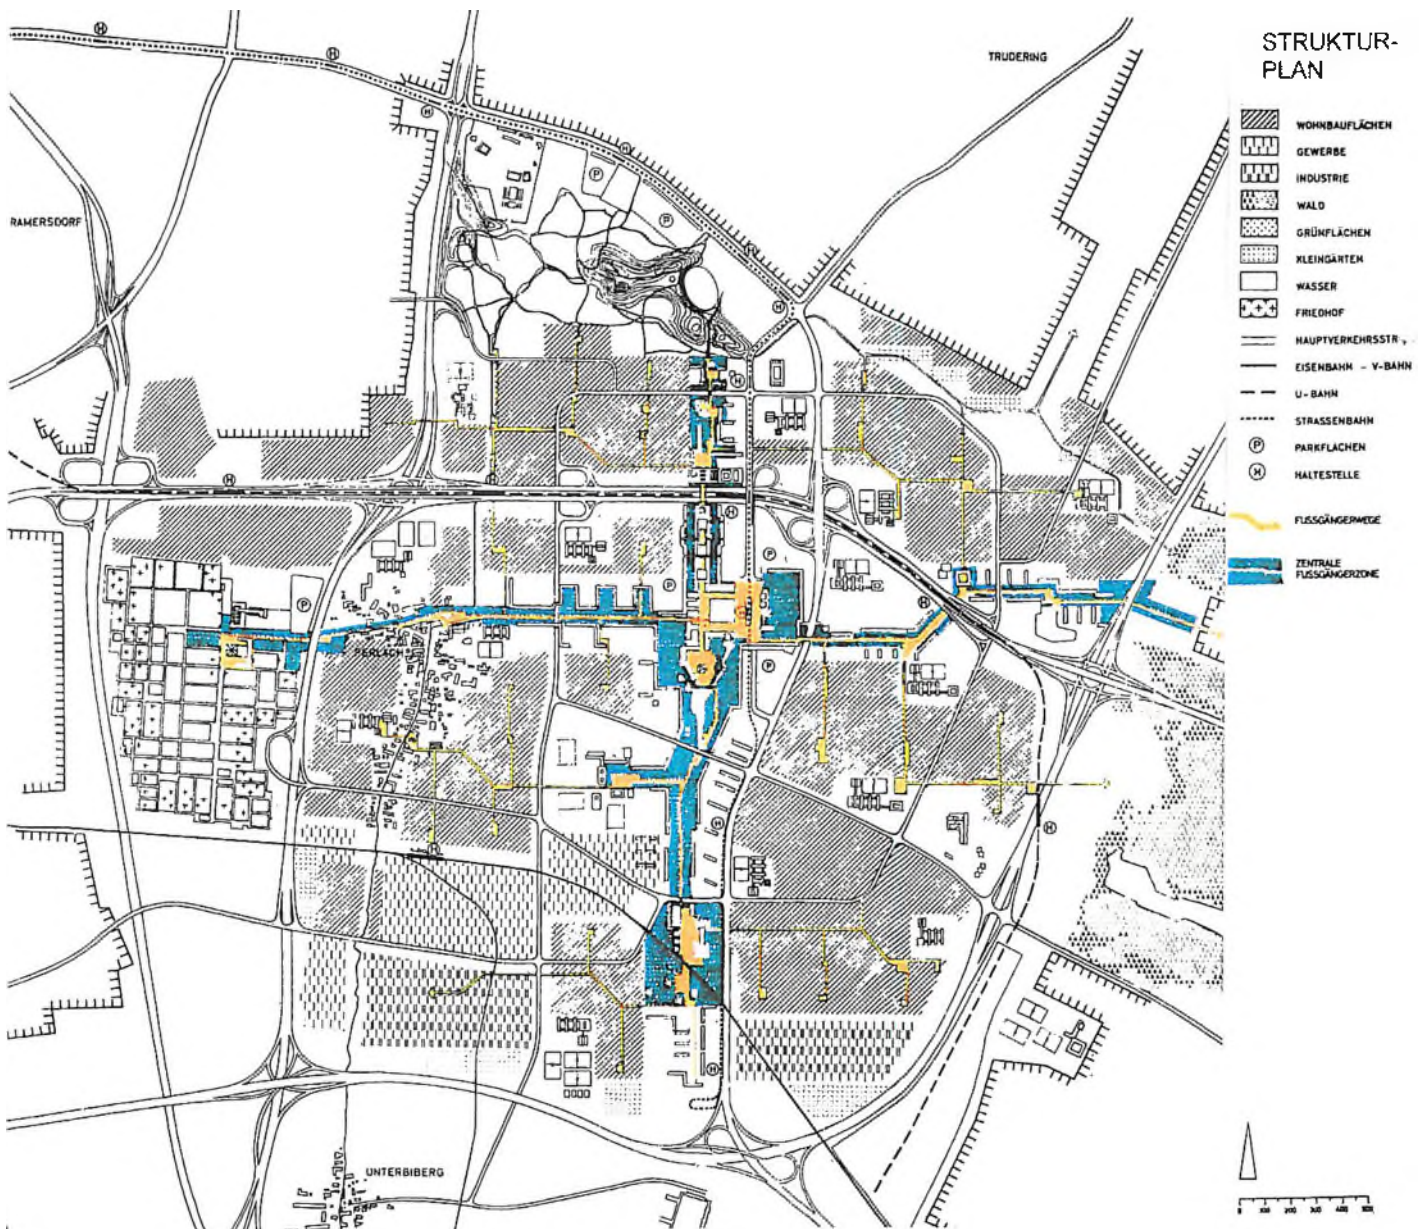 STRUKTUR-
PLAN
TRUDERING
RAMERSDORF
PERLACH
UNTERBIBERG
WOHNBAUFLÄCHEN
GEWERBE
INDUSTRIE
WALD
GRÜNFLÄCHEN
KLEINGÄRTEN
WASSER
FRIEDHOF
HAUPTVERKEHRSSTR.
EISENBAHN - V-BAHN
U-BAHN
STRASSENBAHN
P PARKFLÄCHEN
H HALTESTELLE
FUSSGÄNGERWEGE
ZENTRALE
FUSSGÄNGERZONE